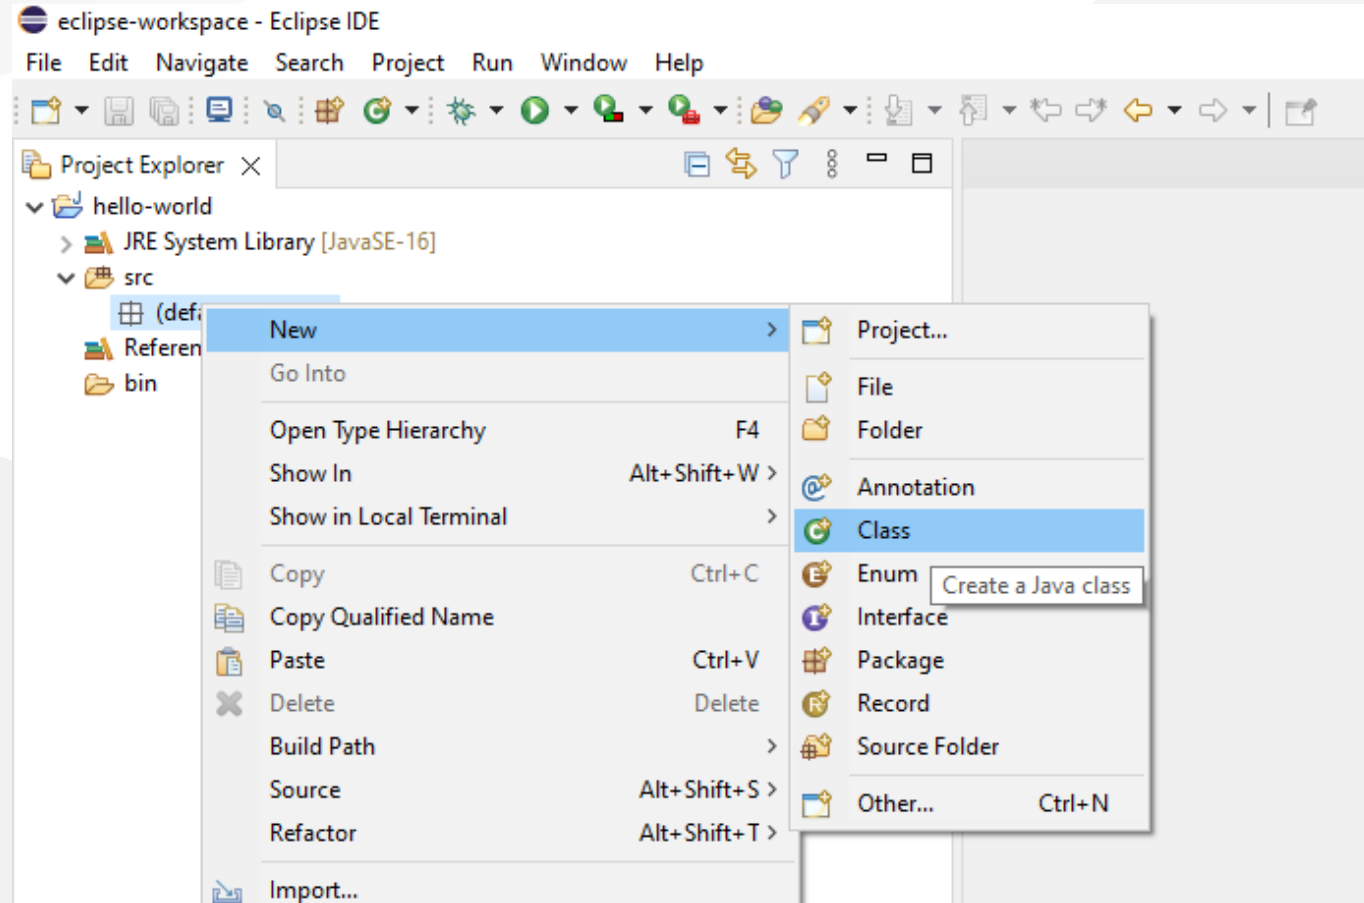 eclipse-workspace - Eclipse IDE
File Edit Navigate Search Project Run Window Help
Project Explorer
hello-world
JRE System Library [JavaSE-16]
src
(defa
Referen
bin
New
Go Into
Open Type Hierarchy F4
Show In Alt+Shift+W >
Show in Local Terminal >
Copy Ctrl+C
Copy Qualified Name
Paste Ctrl+V
Delete Delete
Build Path >
Source Alt+Shift+S >
Refactor Alt+Shift+T >
Import...
Project...
File
Folder
Annotation
Class
Enum
Create a Java class
Interface
Package
Record
Source Folder
Other... Ctrl+N